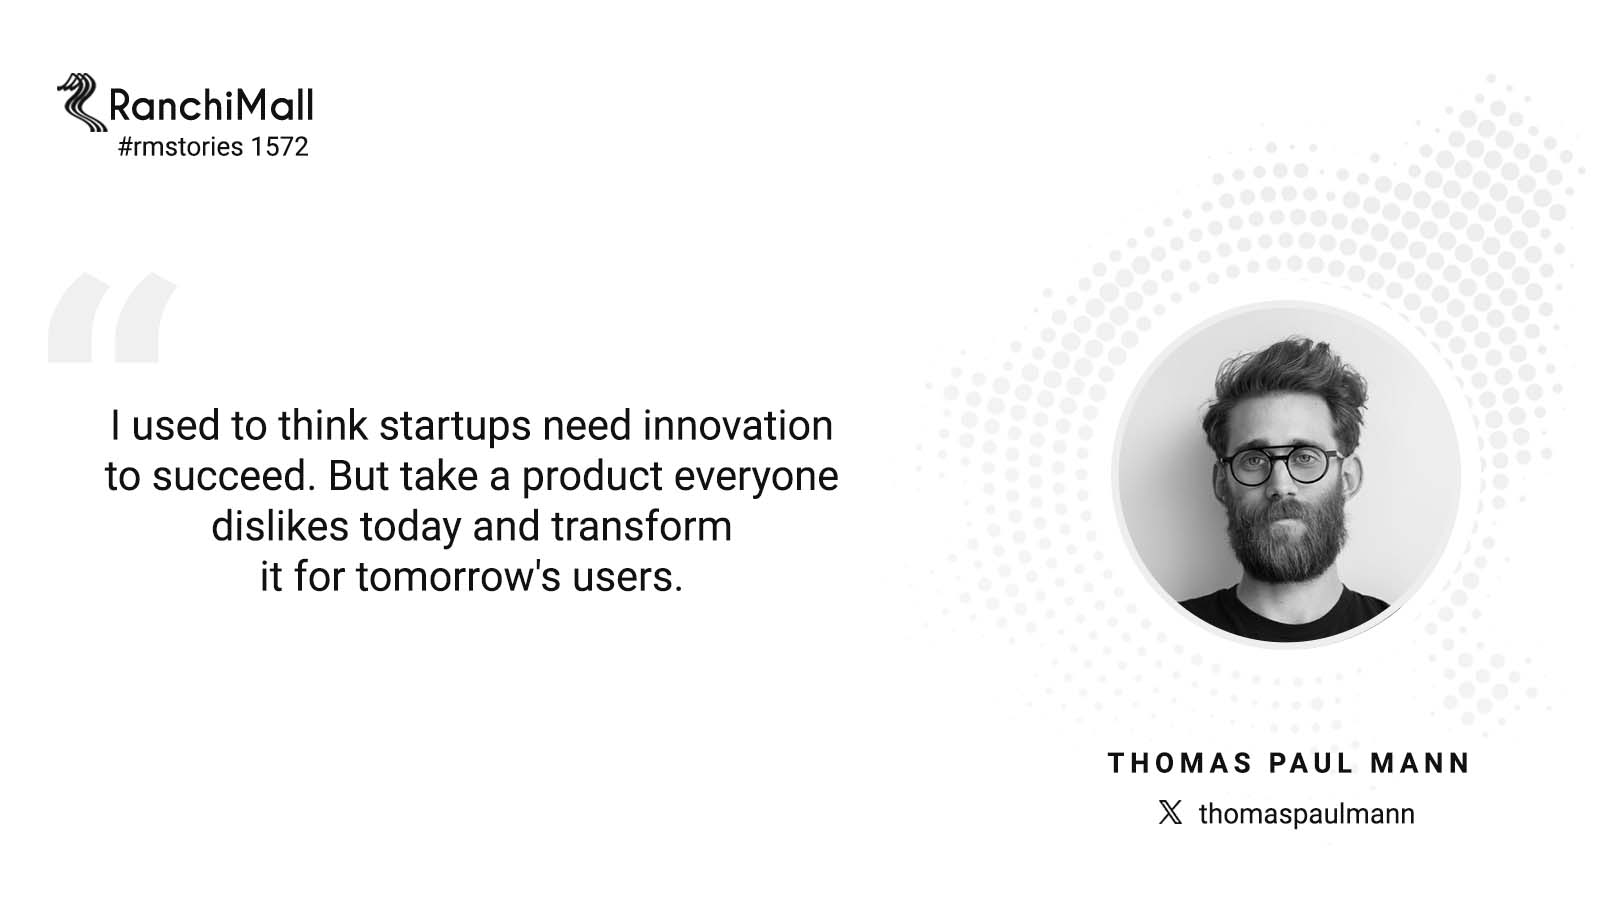 RanchiMall
#rmstories 1572
“
I used to think startups need innovation
to succeed. But take a product everyone
dislikes today and transform
it for tomorrow's users.
THOMAS PAUL MANN
𝕏 thomaspaulmann